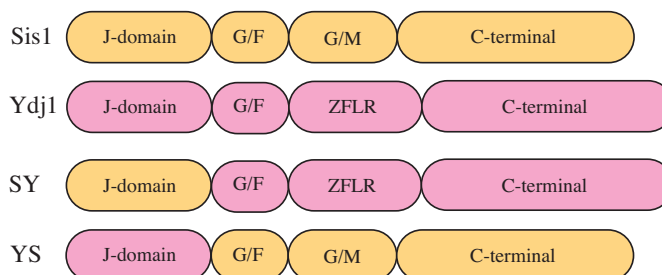 Sis1 J-domain G/F G/M C-terminal
Ydj1 J-domain G/F ZFLR C-terminal
SY J-domain G/F ZFLR C-terminal
YS J-domain G/F G/M C-terminal